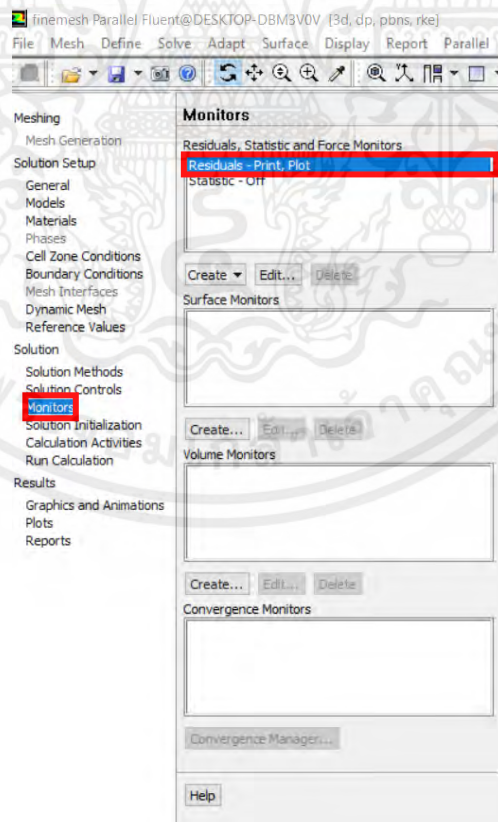 finemesh Parallel Fluent@DESKTOP-DBM3V0V [3d, dp, pbns, rke]
File Mesh Define Solve Adapt Surface Display Report Parallel
Meshing
Mesh Generation
Solution Setup
General
Models
Materials
Phases
Cell Zone Conditions
Boundary Conditions
Mesh Interfaces
Dynamic Mesh
Reference Values
Solution
Solution Methods
Solution Controls
Monitors
Solution Initialization
Calculation Activities
Run Calculation
Results
Graphics and Animations
Plots
Reports
Monitors
Residuals, Statistic and Force Monitors
Residuals - Print, Plot
Statistic - Off
Create Edit... Delete
Surface Monitors
Create... Edit... Delete
Volume Monitors
Create... Edit... Delete
Convergence Monitors
Convergence Manager...
Help